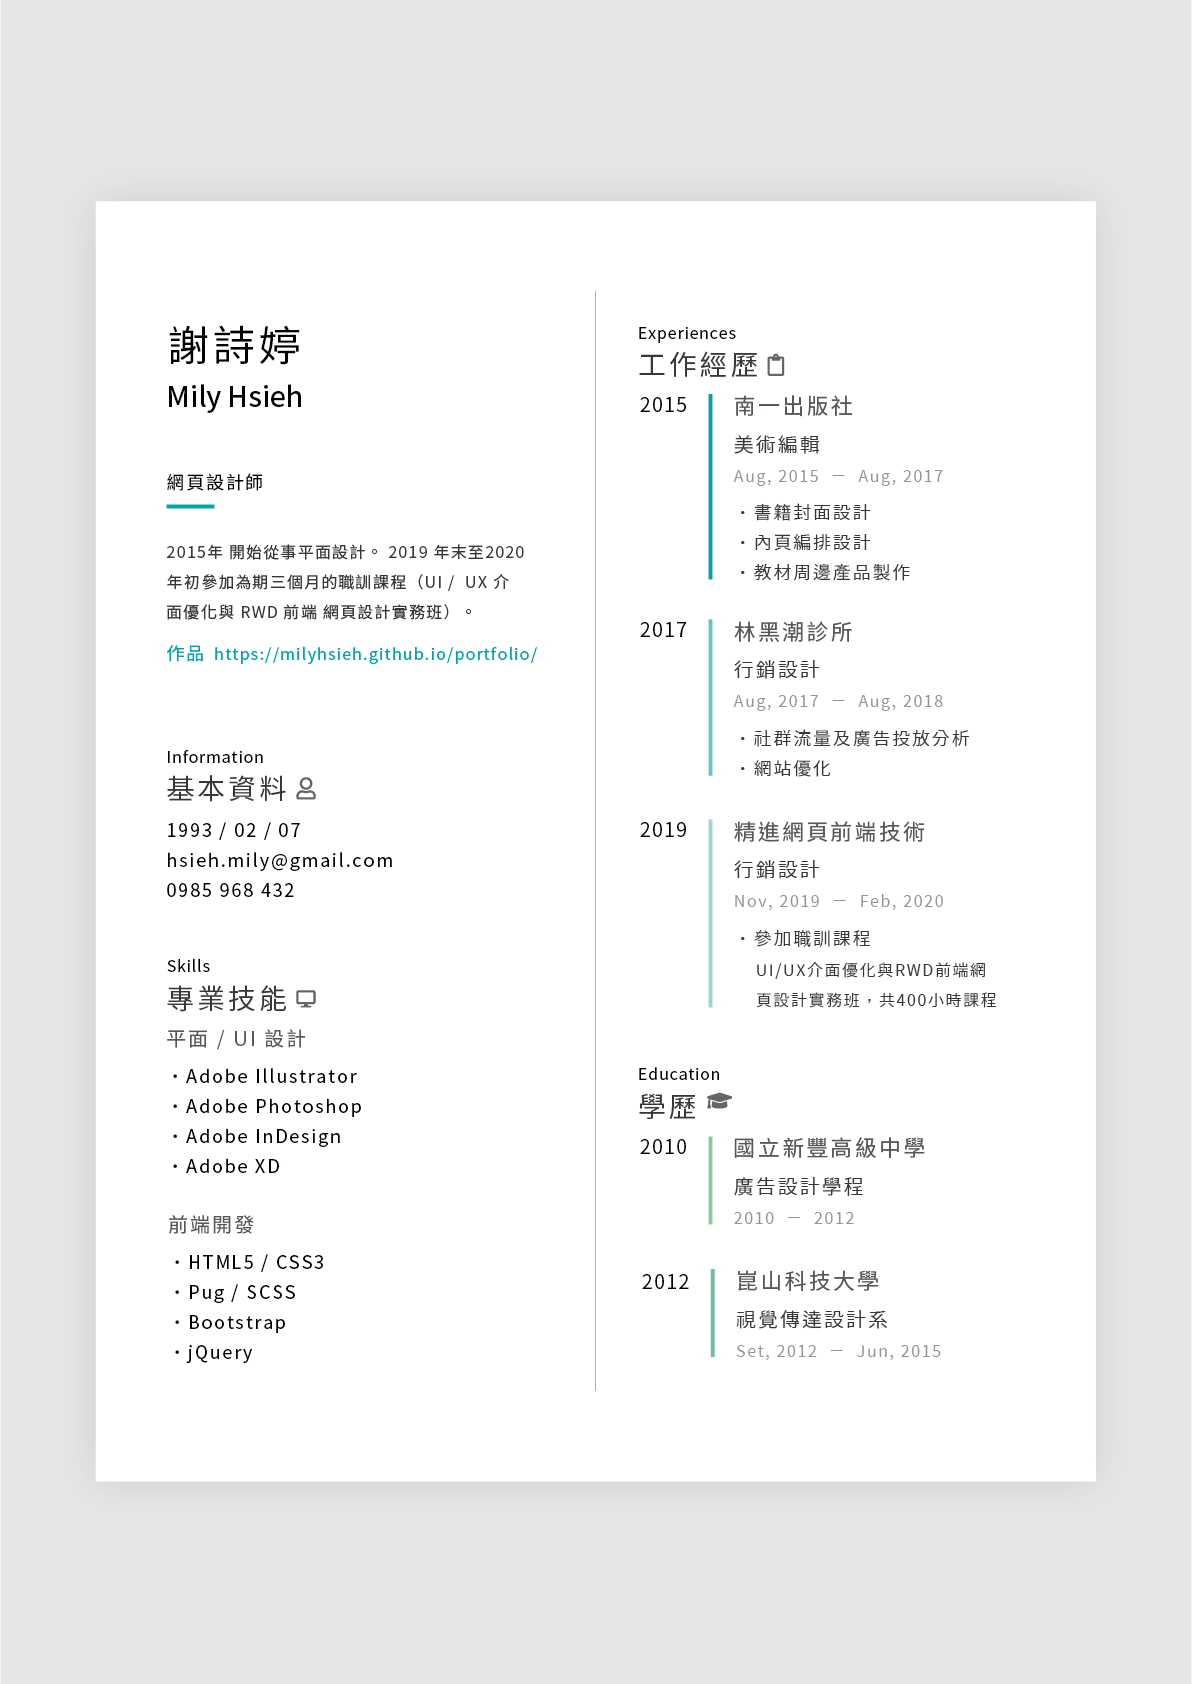 謝詩婷
Mily Hsieh
網頁設計師
2015年 開始從事平面設計。 2019 年末至2020
年初參加為期三個月的職訓課程（UI / UX 介
面優化與 RWD 前端 網頁設計實務班）。
作品 https://milyhsieh.github.io/portfolio/
Information
基本資料
1993 / 02 / 07
hsieh.mily@gmail.com
0985 968 432
Skills
專業技能
平面 / UI 設計
・Adobe Illustrator
・Adobe Photoshop
・Adobe InDesign
・Adobe XD
前端開發
・HTML5 / CSS3
・Pug / SCSS
・Bootstrap
・jQuery
Experiences
工作經歷
2015 南一出版社
美術編輯
Aug, 2015 － Aug, 2017
・書籍封面設計
・內頁編排設計
・教材周邊產品製作
2017 林黑潮診所
行銷設計
Aug, 2017 － Aug, 2018
・社群流量及廣告投放分析
・網站優化
2019 精進網頁前端技術
行銷設計
Nov, 2019 － Feb, 2020
・參加職訓課程
UI/UX介面優化與RWD前端網
頁設計實務班，共400小時課程
Education
學歷
2010 國立新豐高級中學
廣告設計學程
2010 － 2012
2012 崑山科技大學
視覺傳達設計系
Set, 2012 － Jun, 2015